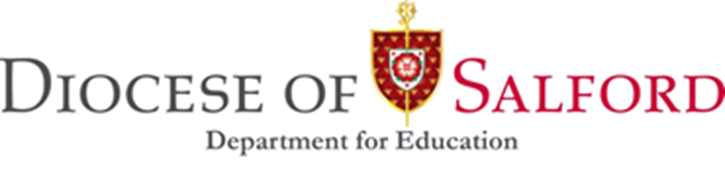 DIOCESE OF SALFORD
Department for Education